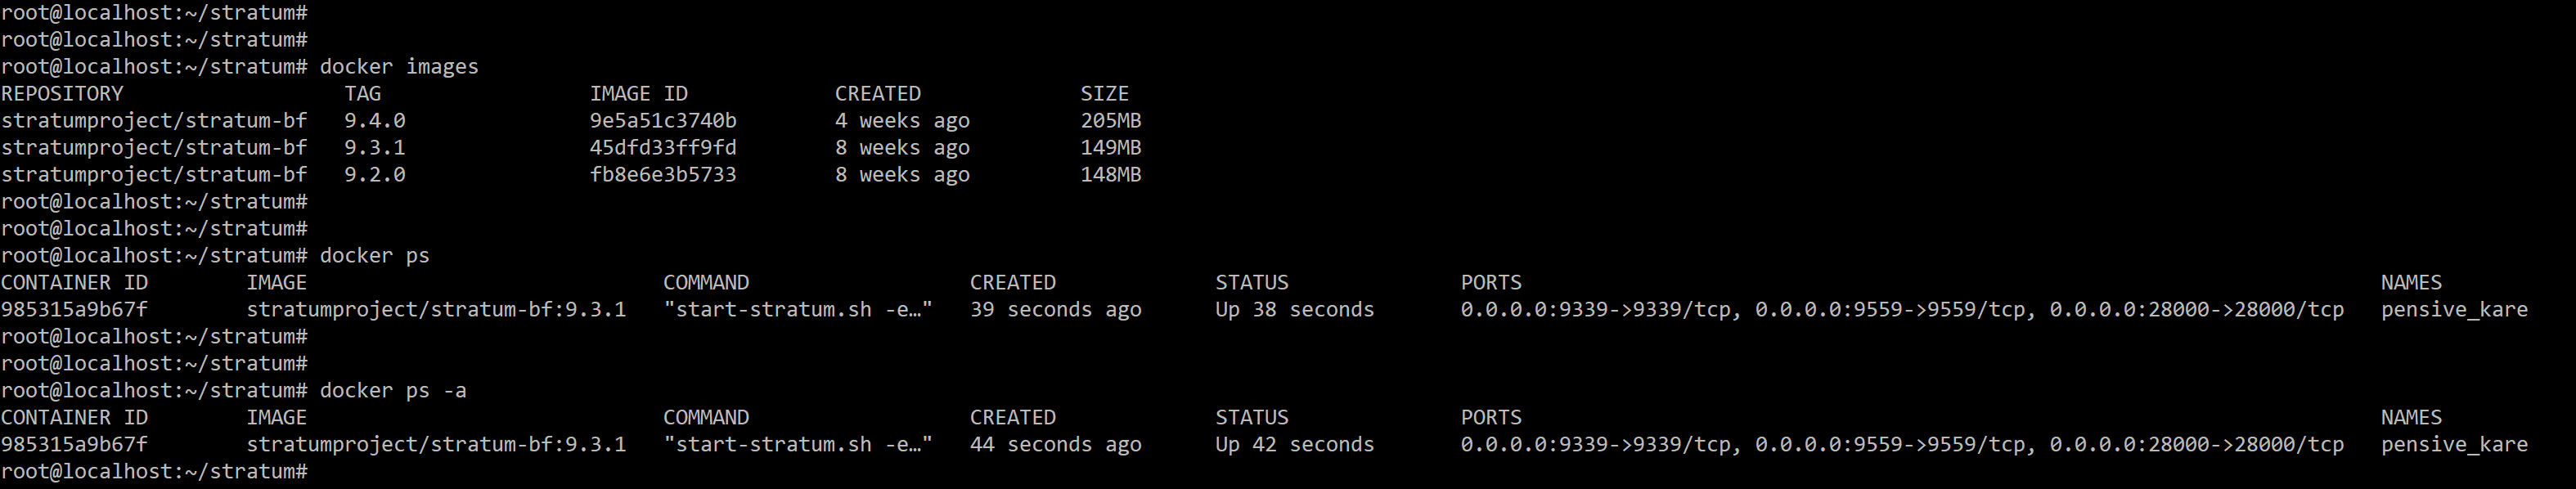 root@localhost:~/stratum#
root@localhost:~/stratum#
root@localhost:~/stratum# docker images
REPOSITORY                  TAG                 IMAGE ID            CREATED             SIZE
stratumproject/stratum-bf   9.4.0               9e5a51c3740b        4 weeks ago         205MB
stratumproject/stratum-bf   9.3.1               45dfd33ff9fd        8 weeks ago         149MB
stratumproject/stratum-bf   9.2.0               fb8e6e3b5733        8 weeks ago         148MB
root@localhost:~/stratum#
root@localhost:~/stratum#
root@localhost:~/stratum# docker ps
CONTAINER ID        IMAGE                             COMMAND                  CREATED             STATUS              PORTS                                                                      NAMES
985315a9b67f        stratumproject/stratum-bf:9.3.1   "start-stratum.sh -e…"   39 seconds ago      Up 38 seconds       0.0.0.0:9339->9339/tcp, 0.0.0.0:9559->9559/tcp, 0.0.0.0:28000->28000/tcp   pensive_kare
root@localhost:~/stratum#
root@localhost:~/stratum#
root@localhost:~/stratum# docker ps -a
CONTAINER ID        IMAGE                             COMMAND                  CREATED             STATUS              PORTS                                                                      NAMES
985315a9b67f        stratumproject/stratum-bf:9.3.1   "start-stratum.sh -e…"   44 seconds ago      Up 42 seconds       0.0.0.0:9339->9339/tcp, 0.0.0.0:9559->9559/tcp, 0.0.0.0:28000->28000/tcp   pensive_kare
root@localhost:~/stratum#